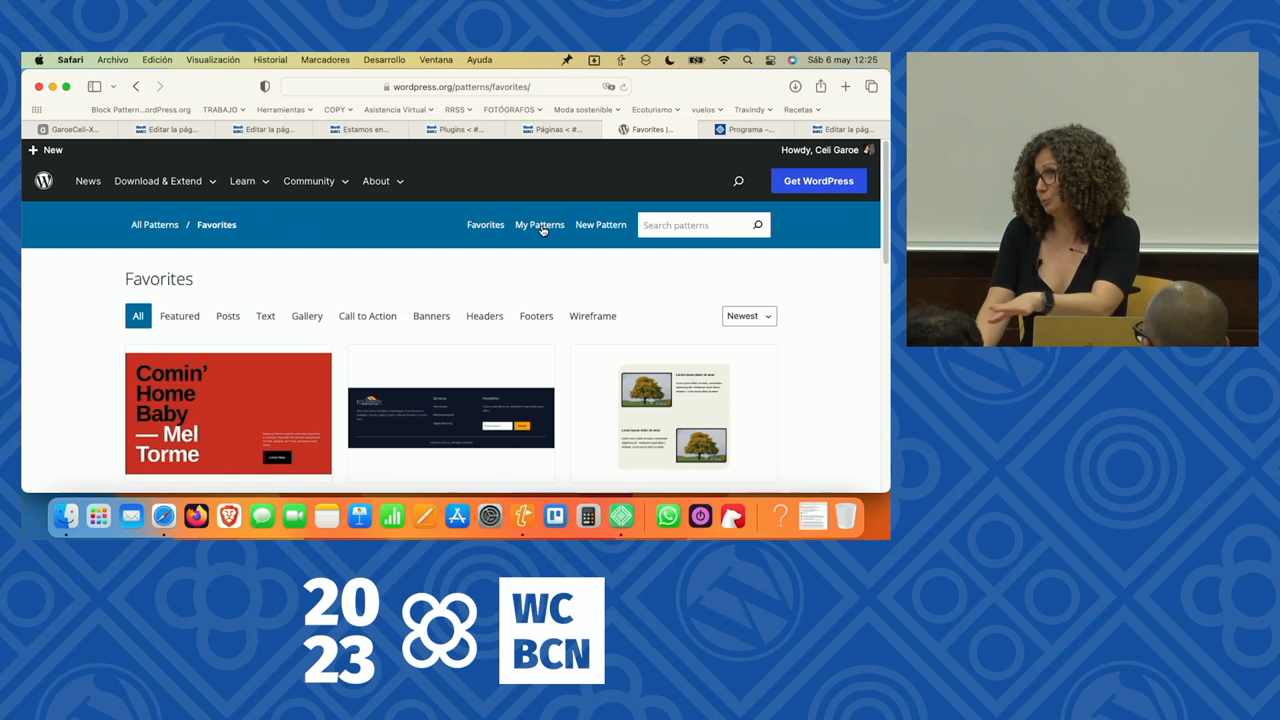 Safari Archivo Edición Visualización Historial Marcadores Desarrollo Ventana Ayuda Sáb 6 may 12:25
wordpress.org/patterns/favorites/
Block Pattern...ordPress.org TRABAJO Herramientas COPY Asistencia Virtual RRSS FOTÓGRAFOS Moda sostenible Ecoturismo vuelos Travindy Recetas
GaroeCeli-X... Editar la pág... Editar la pág... Estamos en... Plugins < #... Páginas < #... Favorites |... Programa –... Editar la pág...
+ New Howdy, Celi Garoe
News Download & Extend Learn Community About Get WordPress
All Patterns / Favorites Favorites My Patterns New Pattern Search patterns
Favorites
All Featured Posts Text Gallery Call to Action Banners Headers Footers Wireframe Newest
Comin’
Home
Baby
— Mel
Torme
20
23
WC
BCN